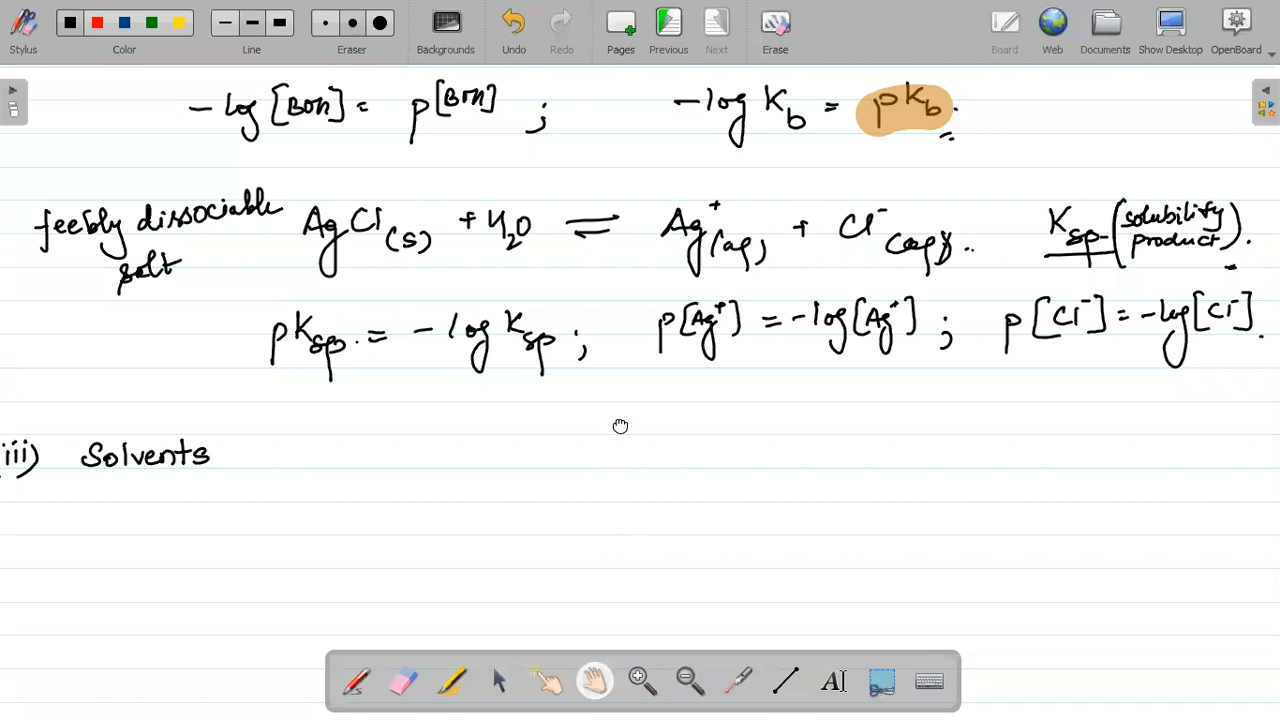 Stylus Color Line Eraser Backgrounds Undo Redo Pages Previous Next Erase Board Web Documents Show Desktop OpenBoard
-log [BOH] = p[BOH] ; -log Kb = pKb.
feebly dissociable salt AgCl(s) + H2O ⇌ Ag+(aq) + Cl-(aq). Ksp (solubility product).
pKsp. = -log Ksp ; p[Ag+] = -log[Ag+] ; p[Cl-] = -log[Cl-].
iii) Solvents